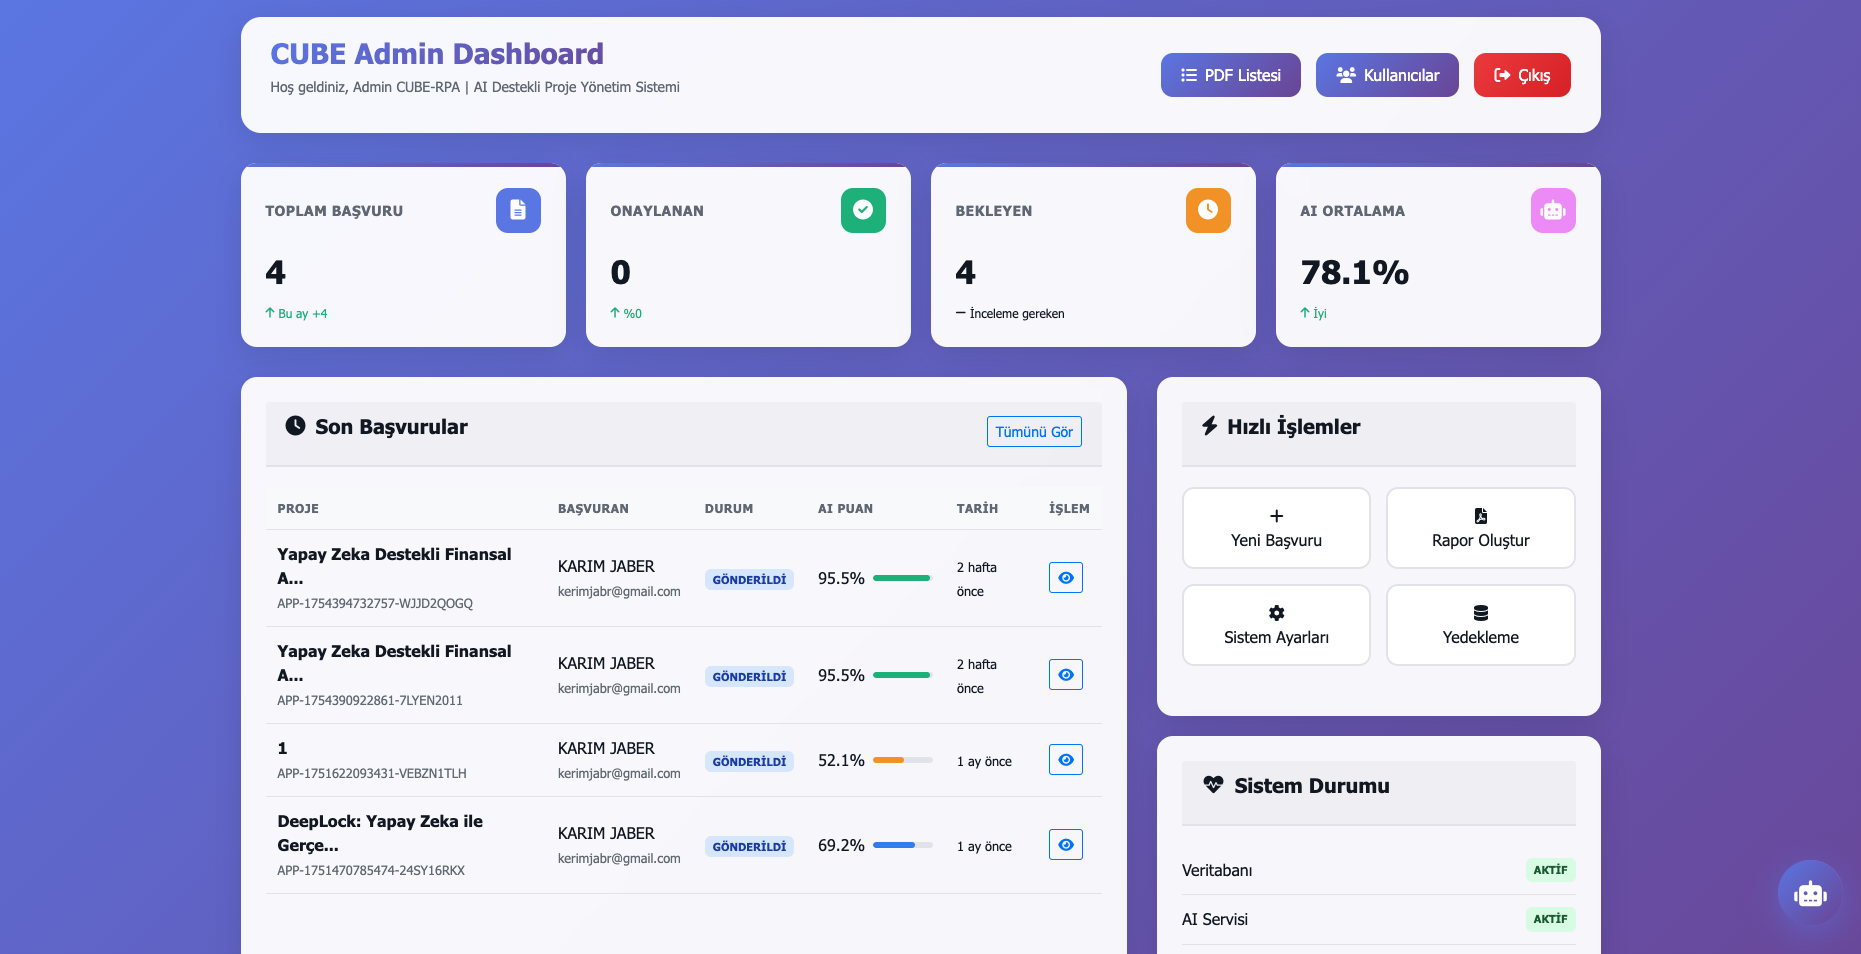 CUBE Admin Dashboard
Hoş geldiniz, Admin CUBE-RPA | AI Destekli Proje Yönetim Sistemi
PDF Listesi
Kullanıcılar
Çıkış
TOPLAM BAŞVURU
4
Bu ay +4
ONAYLANAN
0
%0
BEKLEYEN
4
İnceleme gereken
AI ORTALAMA
78.1%
İyi
Son Başvurular
Tümünü Gör
PROJE BAŞVURAN DURUM AI PUAN TARİH İŞLEM
Yapay Zeka Destekli Finansal
A...
APP-1754394732757-WJJD2QOGQ
KARIM JABER
kerimjabr@gmail.com
GÖNDERİLDİ
95.5%
2 hafta
önce
Yapay Zeka Destekli Finansal
A...
APP-1754390922861-7LYEN2011
KARIM JABER
kerimjabr@gmail.com
GÖNDERİLDİ
95.5%
2 hafta
önce
1
APP-1751622093431-VEBZN1TLH
KARIM JABER
kerimjabr@gmail.com
GÖNDERİLDİ
52.1%
1 ay önce
DeepLock: Yapay Zeka ile
Gerçe...
APP-1751470785474-24SY16RKX
KARIM JABER
kerimjabr@gmail.com
GÖNDERİLDİ
69.2%
1 ay önce
Hızlı İşlemler
Yeni Başvuru
Rapor Oluştur
Sistem Ayarları
Yedekleme
Sistem Durumu
Veritabanı
AKTİF
AI Servisi
AKTİF